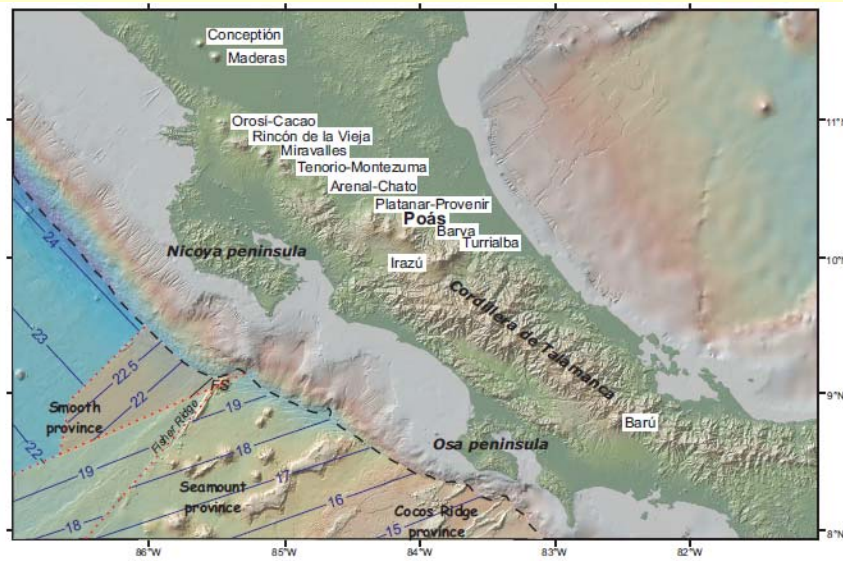 Conceptión
Maderas
Orosi-Cacao
Rincón de la Vieja
Miravalles
Tenorio-Montezuma
Arenal-Chato
Platanar-Provenir
Poás
Barva
Turrialba
Irazú
Nicoya peninsula
Cordillera de Talamanca
Barú
Osa peninsula
24
23
22.5
22
22
Smooth
province
FS
Fisher Ridge
19
19
18
18
17
16
15
Seamount
province
Cocos Ridge
province
11°N
10°N
9°N
8°N
86°W
85°W
84°W
83°W
82°W